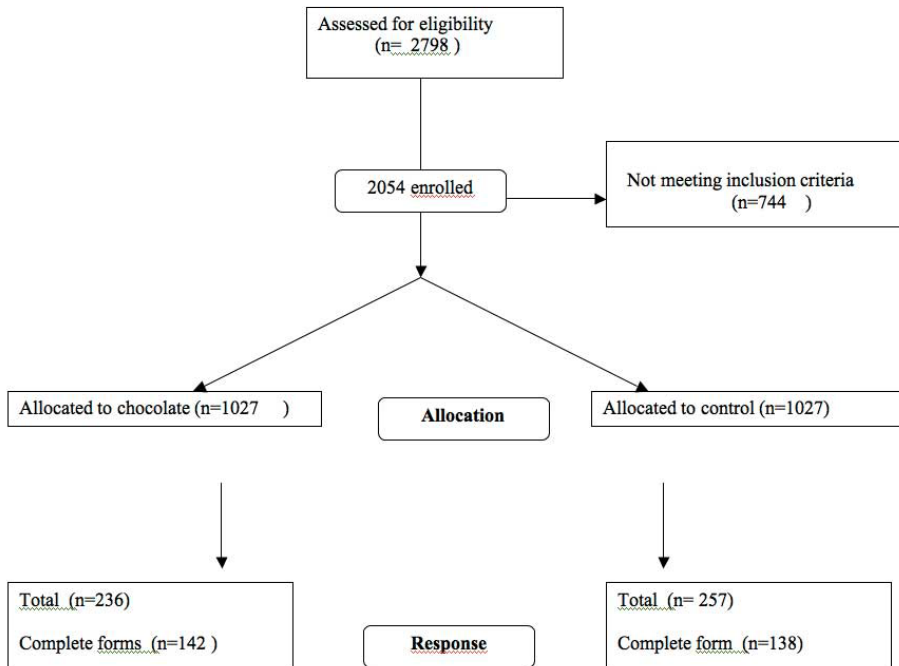 Assessed for eligibility
(n= 2798 )
2054 enrolled
Not meeting inclusion criteria
(n=744 )
Allocated to chocolate (n=1027 )
Allocation
Allocated to control (n=1027)
Total (n=236)
Complete forms (n=142 )
Response
Total (n= 257)
Complete form (n=138)